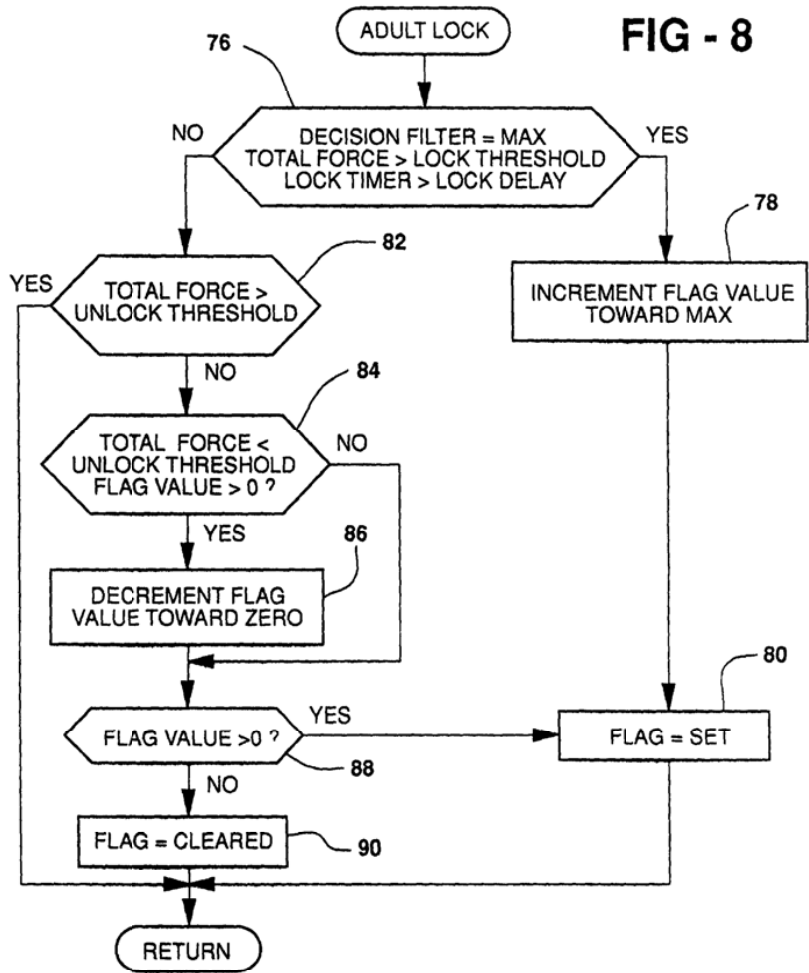 ADULT LOCK
FIG - 8
76
NO
DECISION FILTER = MAX
TOTAL FORCE > LOCK THRESHOLD
LOCK TIMER > LOCK DELAY
YES
78
INCREMENT FLAG VALUE
TOWARD MAX
82
YES
TOTAL FORCE >
UNLOCK THRESHOLD
NO
84
TOTAL FORCE <
UNLOCK THRESHOLD
FLAG VALUE > 0 ?
NO
YES
86
DECREMENT FLAG
VALUE TOWARD ZERO
80
FLAG VALUE >0 ?
YES
FLAG = SET
88
NO
FLAG = CLEARED
90
RETURN